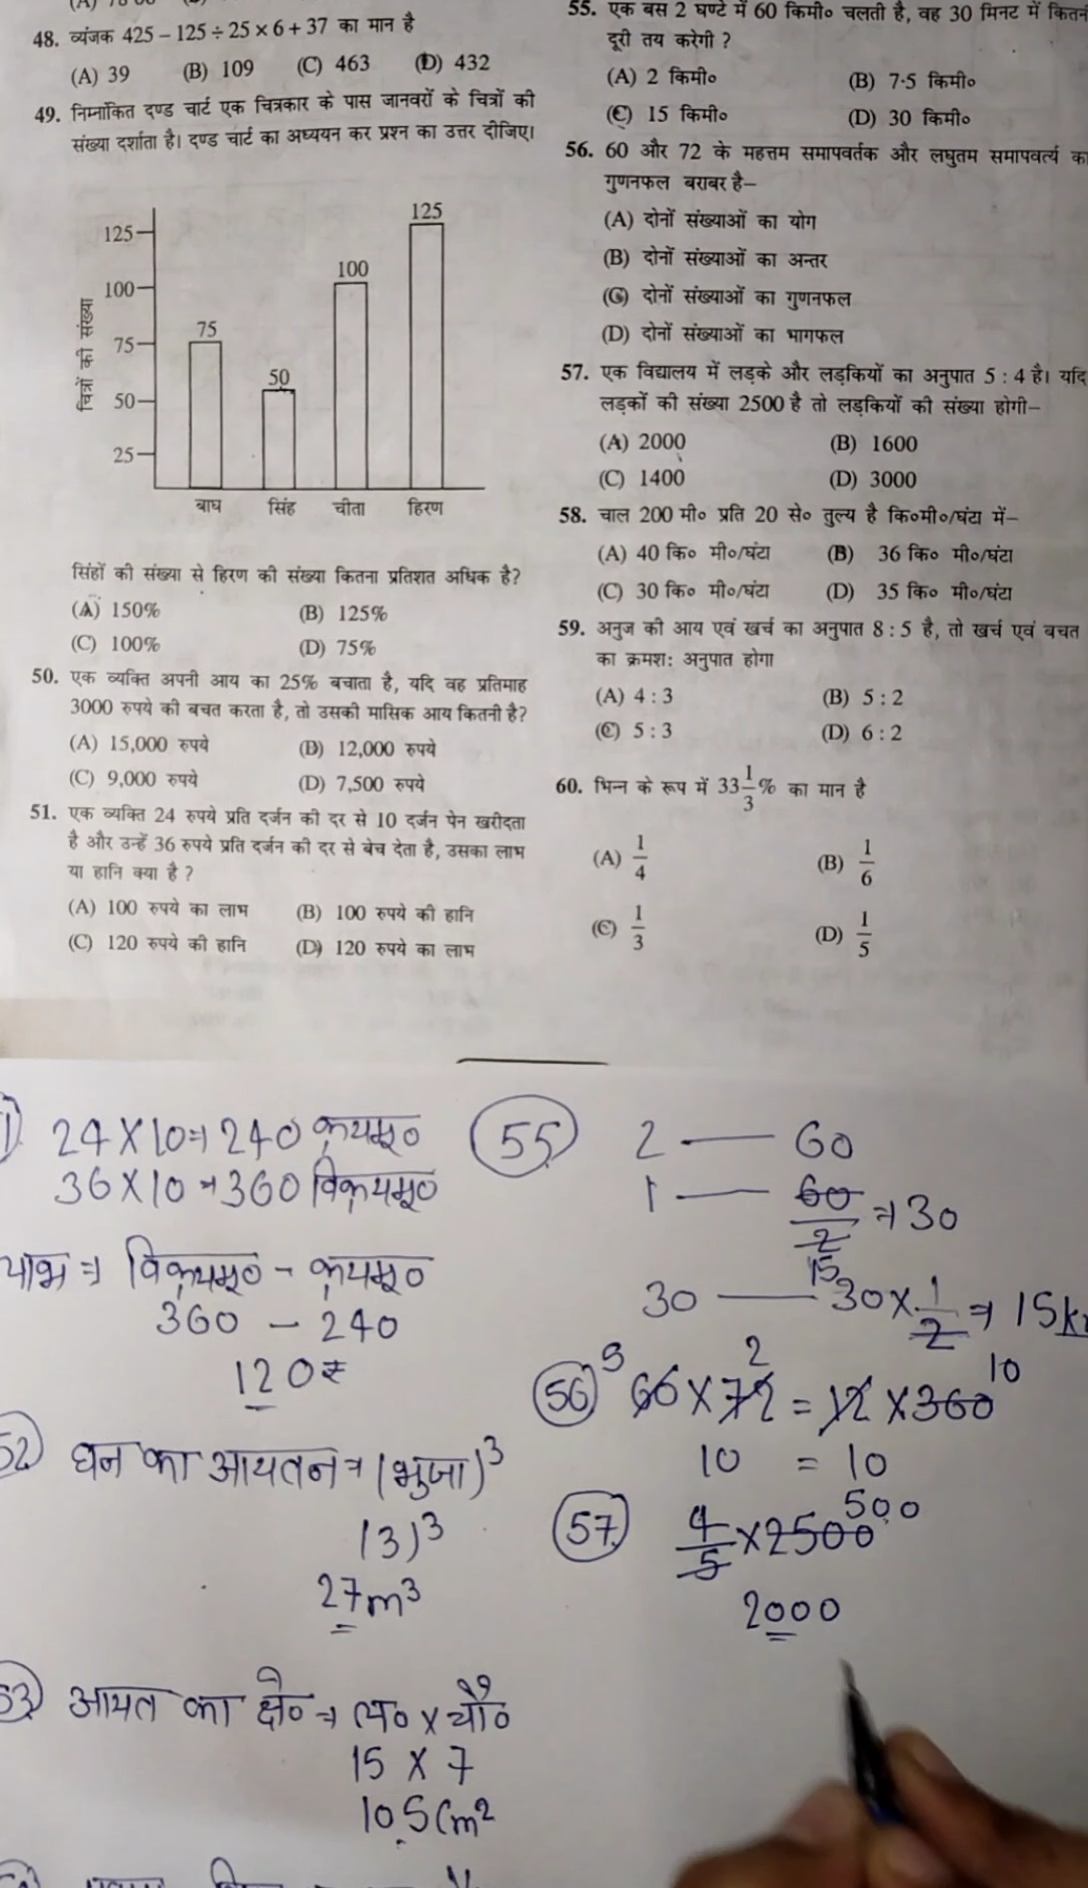 48. व्यंजक 425 – 125 ÷ 25 × 6 + 37 का मान है
(A) 39 (B) 109 (C) 463 (D) 432
49. निम्नांकित दण्ड चार्ट एक चित्रकार के पास जानवरों के चित्रों की
संख्या दर्शाता है। दण्ड चार्ट का अध्ययन कर प्रश्न का उत्तर दीजिए।
चित्रों की संख्या
125
100
75
50
25
75
50
100
125
बाघ सिंह चीता हिरण
सिंहों की संख्या से हिरण की संख्या कितना प्रतिशत अधिक है?
(A) 150% (B) 125%
(C) 100% (D) 75%
50. एक व्यक्ति अपनी आय का 25% बचाता है, यदि वह प्रतिमाह
3000 रुपये की बचत करता है, तो उसकी मासिक आय कितनी है?
(A) 15,000 रुपये (B) 12,000 रुपये
(C) 9,000 रुपये (D) 7,500 रुपये
51. एक व्यक्ति 24 रुपये प्रति दर्जन की दर से 10 दर्जन पेन खरीदता
है और उन्हें 36 रुपये प्रति दर्जन की दर से बेच देता है, उसका लाभ
या हानि क्या है ?
(A) 100 रुपये का लाभ (B) 100 रुपये की हानि
(C) 120 रुपये की हानि (D) 120 रुपये का लाभ
55. एक बस 2 घण्टे में 60 किमी० चलती है, वह 30 मिनट में
दूरी तय करेगी ?
(A) 2 किमी० (B) 7·5 किमी०
(C) 15 किमी० (D) 30 किमी०
56. 60 और 72 के महत्तम समापवर्तक और लघुतम समापवर्त्य का
गुणनफल बराबर है–
(A) दोनों संख्याओं का योग
(B) दोनों संख्याओं का अन्तर
(C) दोनों संख्याओं का गुणनफल
(D) दोनों संख्याओं का भागफल
57. एक विद्यालय में लड़के और लड़कियों का अनुपात 5 : 4 है। यदि
लड़कों की संख्या 2500 है तो लड़कियों की संख्या होगी–
(A) 2000 (B) 1600
(C) 1400 (D) 3000
58. चाल 200 मी० प्रति 20 से० तुल्य है कि०मी०/घंटा में–
(A) 40 कि० मी०/घंटा (B) 36 कि० मी०/घंटा
(C) 30 कि० मी०/घंटा (D) 35 कि० मी०/घंटा
59. अनुज की आय एवं खर्च का अनुपात 8 : 5 है, तो खर्च एवं बचत
का क्रमश: अनुपात होगा
(A) 4 : 3 (B) 5 : 2
(C) 5 : 3 (D) 6 : 2
60. भिन्न के रूप में 33 1/3% का मान है
(A) 1/4 (B) 1/6
(C) 1/3 (D) 1/5
24 × 10 ⇒ 240 क्रयमू०
36 × 10 ⇒ 360 विक्रयमू०
लाभ ⇒ विक्रयमू० - क्रयमू०
360 – 240
120₹
52 घन का आयतन ⇒ (भुजा)³
(3)³
27m³
53 आयत का क्षे० ⇒ ल० × चौ०
15 × 7
105 Cm²
55 2 — 60
1 — 60/2 ⇒ 30
30 — 30 × 1/2 ⇒ 15
15
56 60 × 72 = 12 × 360
5 2 10
10 = 10
57 4/5 × 2500
500
2000